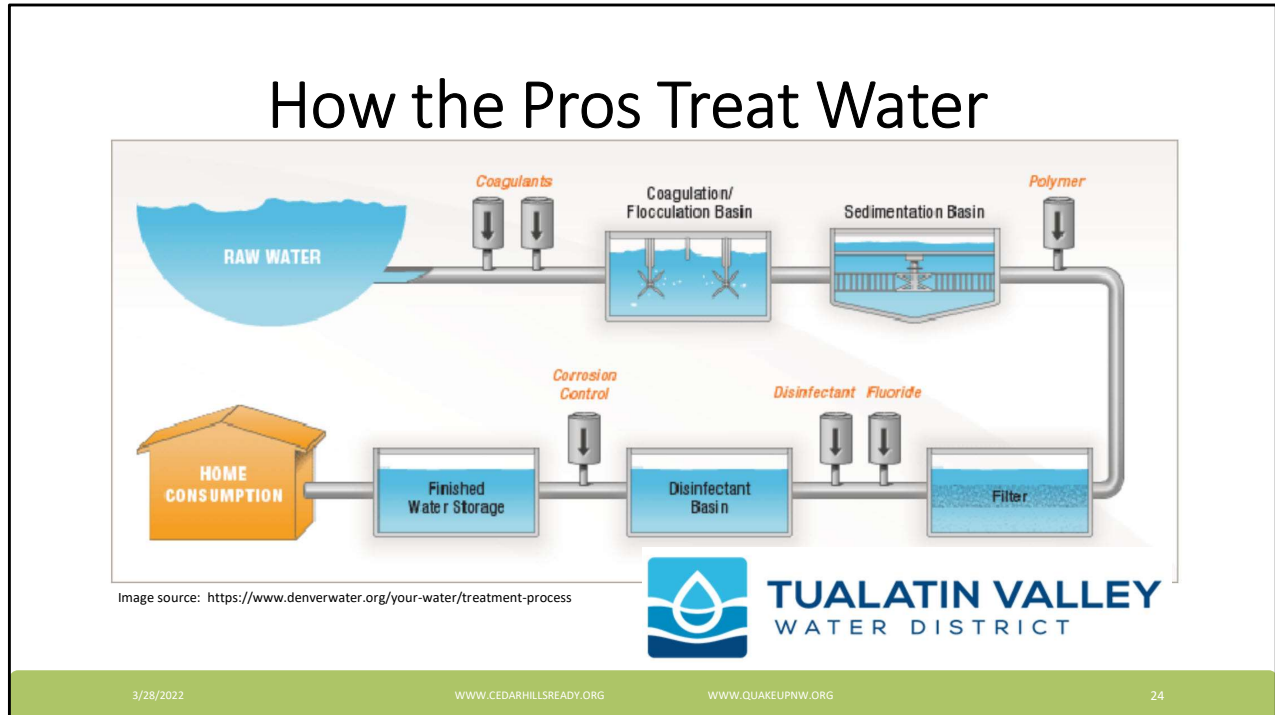 How the Pros Treat Water
Coagulants
Coagulation/
Flocculation Basin
Sedimentation Basin
Polymer
RAW WATER
Corrosion
Control
Disinfectant
Fluoride
HOME
CONSUMPTION
Finished
Water Storage
Disinfectant
Basin
Filter
Image source: https://www.denverwater.org/your-water/treatment-process
TUALATIN VALLEY
WATER DISTRICT
3/28/2022
WWW.CEDARHILLSREADY.ORG
WWW.QUAKEUPNW.ORG
24